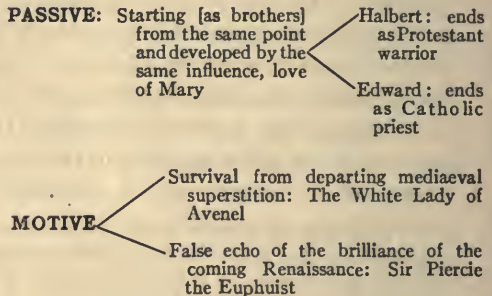 PASSIVE: Starting [as brothers]
from the same point
and developed by the
same influence, love
of Mary
Halbert: ends
as Protestant
warrior
Edward: ends
as Catholic
priest
MOTIVE
Survival from departing mediaeval
superstition: The White Lady of
Avenel
False echo of the brilliance of the
coming Renaissance: Sir Piercie
the Euphuist